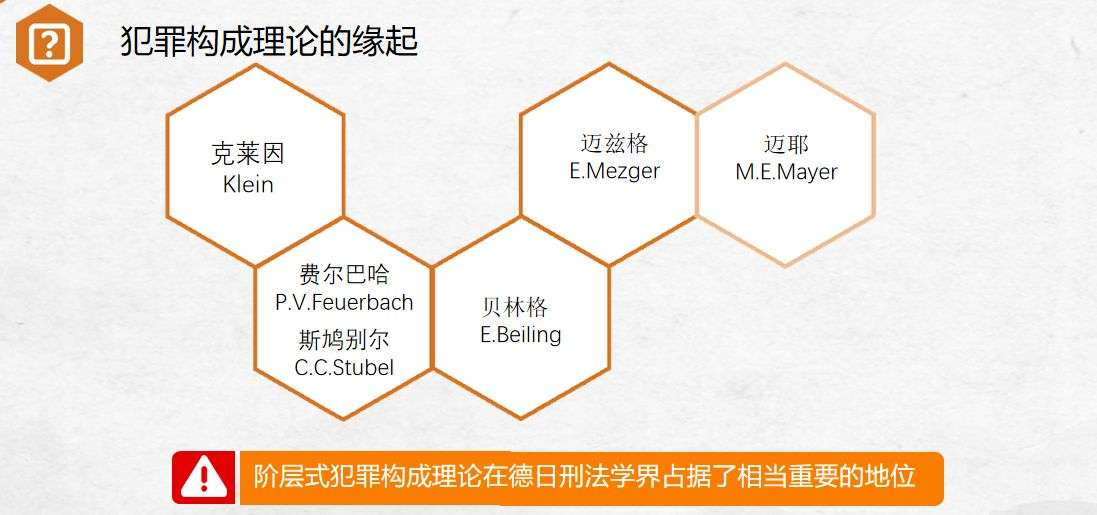 犯罪构成理论的缘起
克莱因
Klein
费尔巴哈
P.V.Feuerbach
斯鸠别尔
C.C.Stubel
贝林格
E.Beiling
迈兹格
E.Mezger
迈耶
M.E.Mayer
阶层式犯罪构成理论在德日刑法学界占据了相当重要的地位